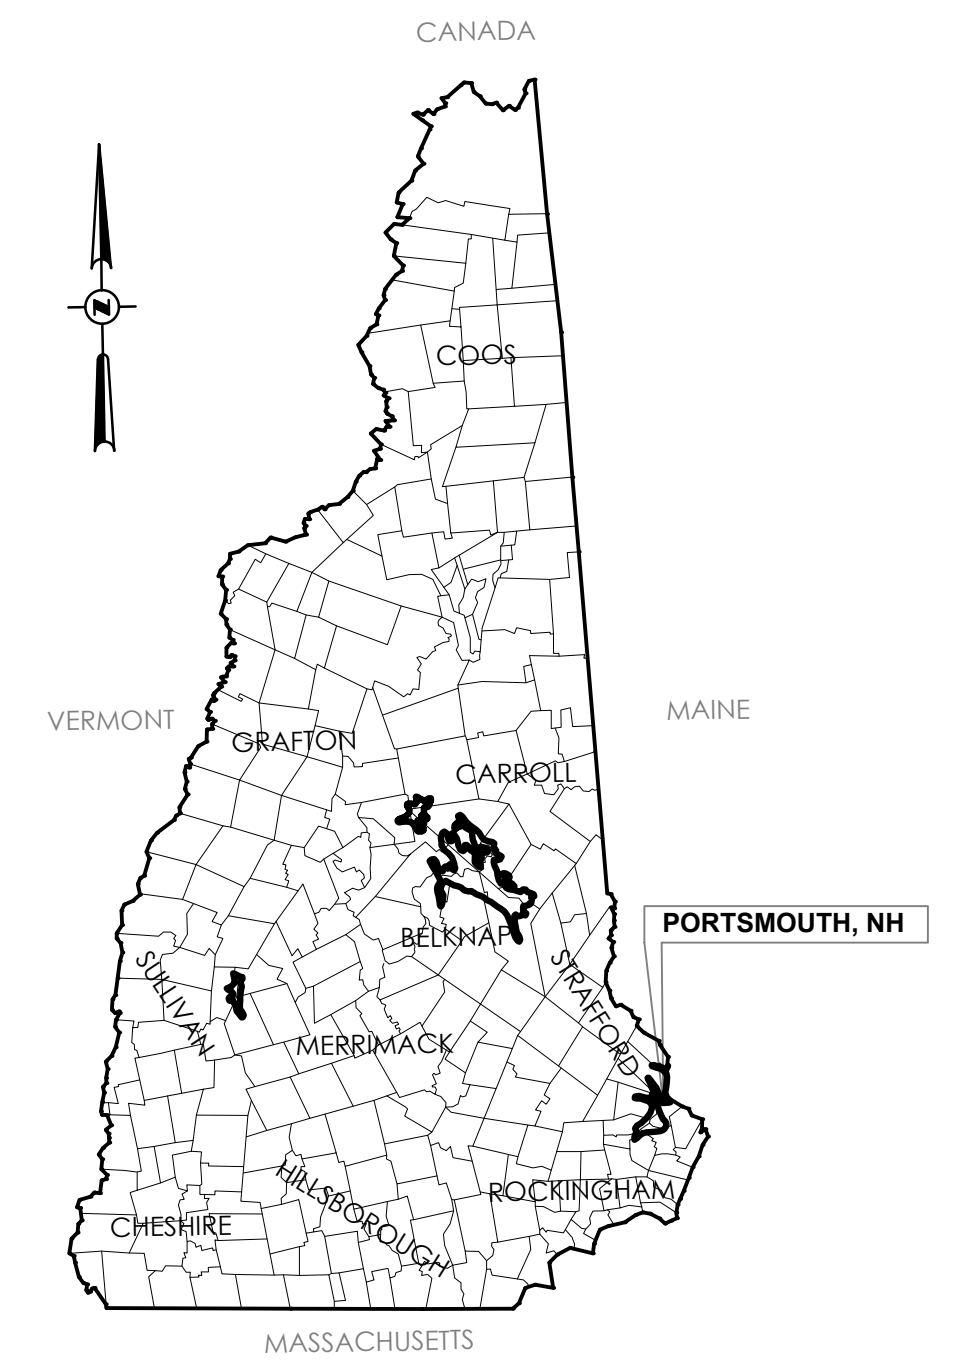 CANADA
N
COOS
VERMONT
MAINE
GRAFTON
CARROLL
PORTSMOUTH, NH
BELKNAP
SULLIVAN
STRAFFORD
MERRIMACK
HILLSBOROUGH
ROCKINGHAM
CHESHIRE
MASSACHUSETTS